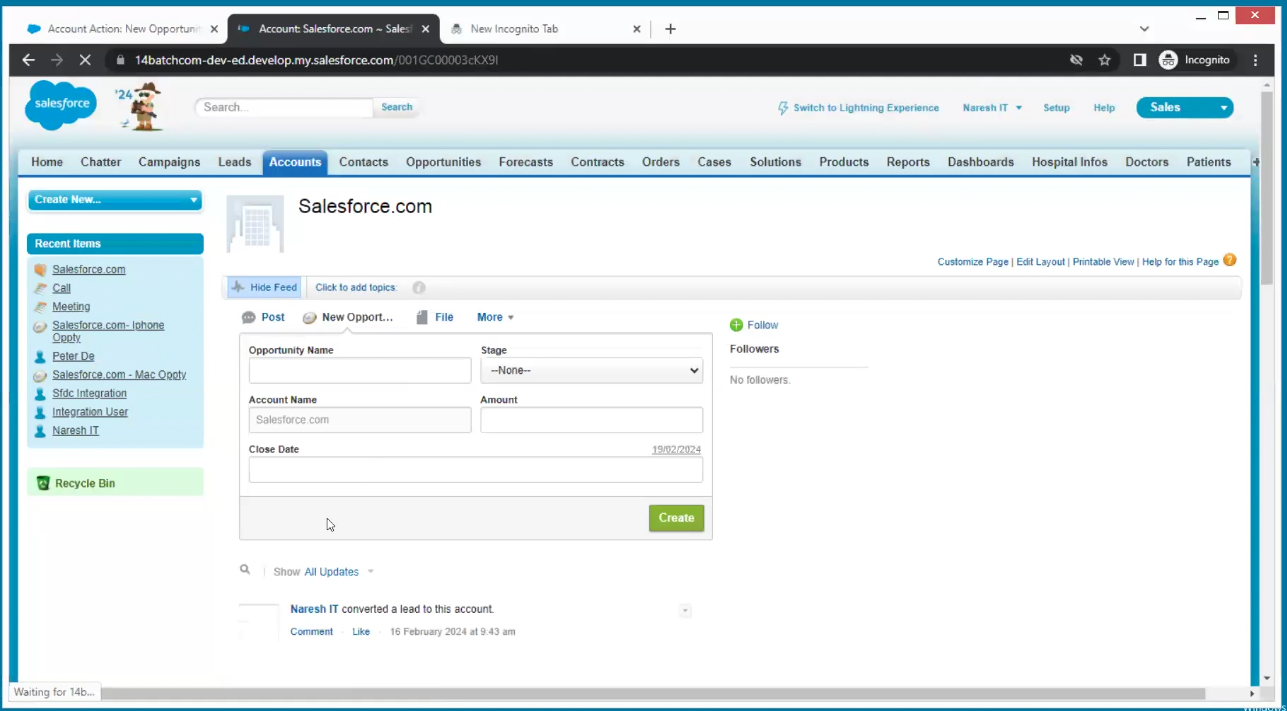 Account Action: New Opportuni
Account: Salesforce.com ~ Sales
New Incognito Tab
14batchcom-dev-ed.develop.my.salesforce.com/001GC00003cKX9I
Incognito
salesforce
'24
Search...
Search
Switch to Lightning Experience
Naresh IT
Setup
Help
Sales
Home
Chatter
Campaigns
Leads
Accounts
Contacts
Opportunities
Forecasts
Contracts
Orders
Cases
Solutions
Products
Reports
Dashboards
Hospital Infos
Doctors
Patients
Create New...
Recent Items
Salesforce.com
Call
Meeting
Salesforce.com- Iphone
Oppty
Peter De
Salesforce.com - Mac Oppty
Sfdc Integration
Integration User
Naresh IT
Recycle Bin
Salesforce.com
Customize Page | Edit Layout | Printable View | Help for this Page
Hide Feed
Click to add topics:
Post
New Opport...
File
More
Opportunity Name
Stage
--None--
Account Name
Amount
Salesforce.com
Close Date
19/02/2024
Create
Follow
Followers
No followers.
Show All Updates
Naresh IT converted a lead to this account.
Comment · Like · 16 February 2024 at 9:43 am
Waiting for 14b...